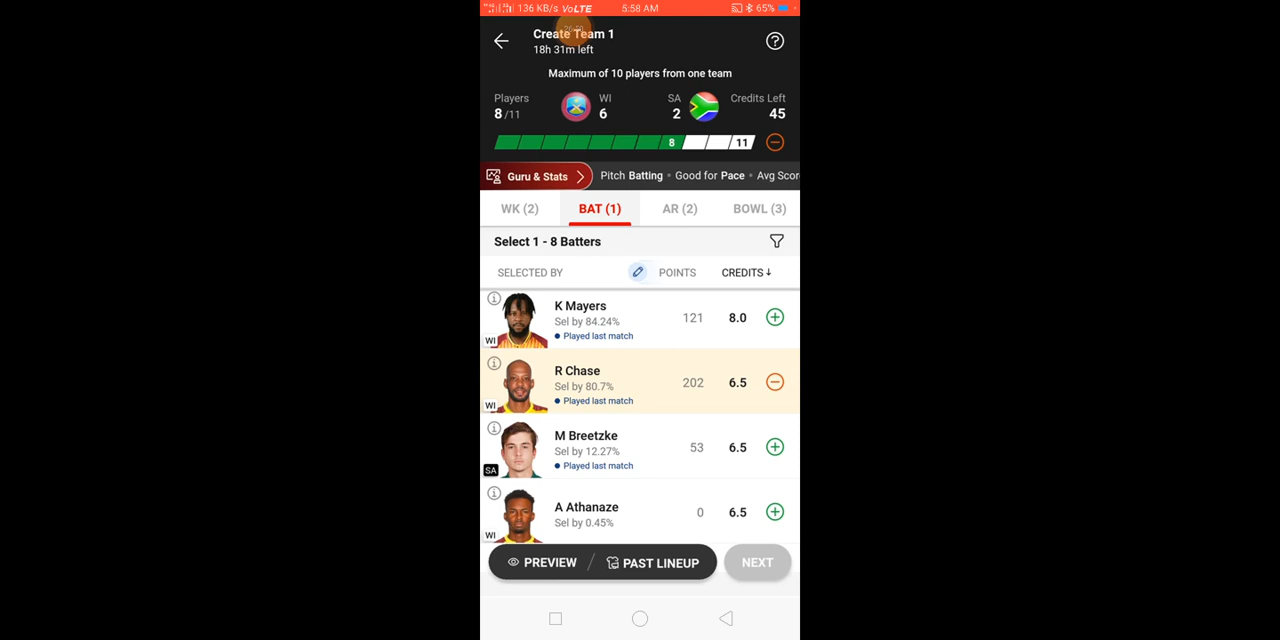 136 KB/s VoLTE 5:58 AM 65%
Create Team 1
18h 31m left
Maximum of 10 players from one team
Players WI SA Credits Left
8/11 6 2 45
8 11
Guru & Stats Pitch Batting • Good for Pace • Avg Scor
WK (2) BAT (1) AR (2) BOWL (3)
Select 1 - 8 Batters
SELECTED BY POINTS CREDITS↓
K Mayers
Sel by 84.24% 121 8.0
Played last match
WI
R Chase
Sel by 80.7% 202 6.5
Played last match
WI
M Breetzke
Sel by 12.27% 53 6.5
Played last match
SA
A Athanaze
Sel by 0.45% 0 6.5
WI
PREVIEW / PAST LINEUP NEXT